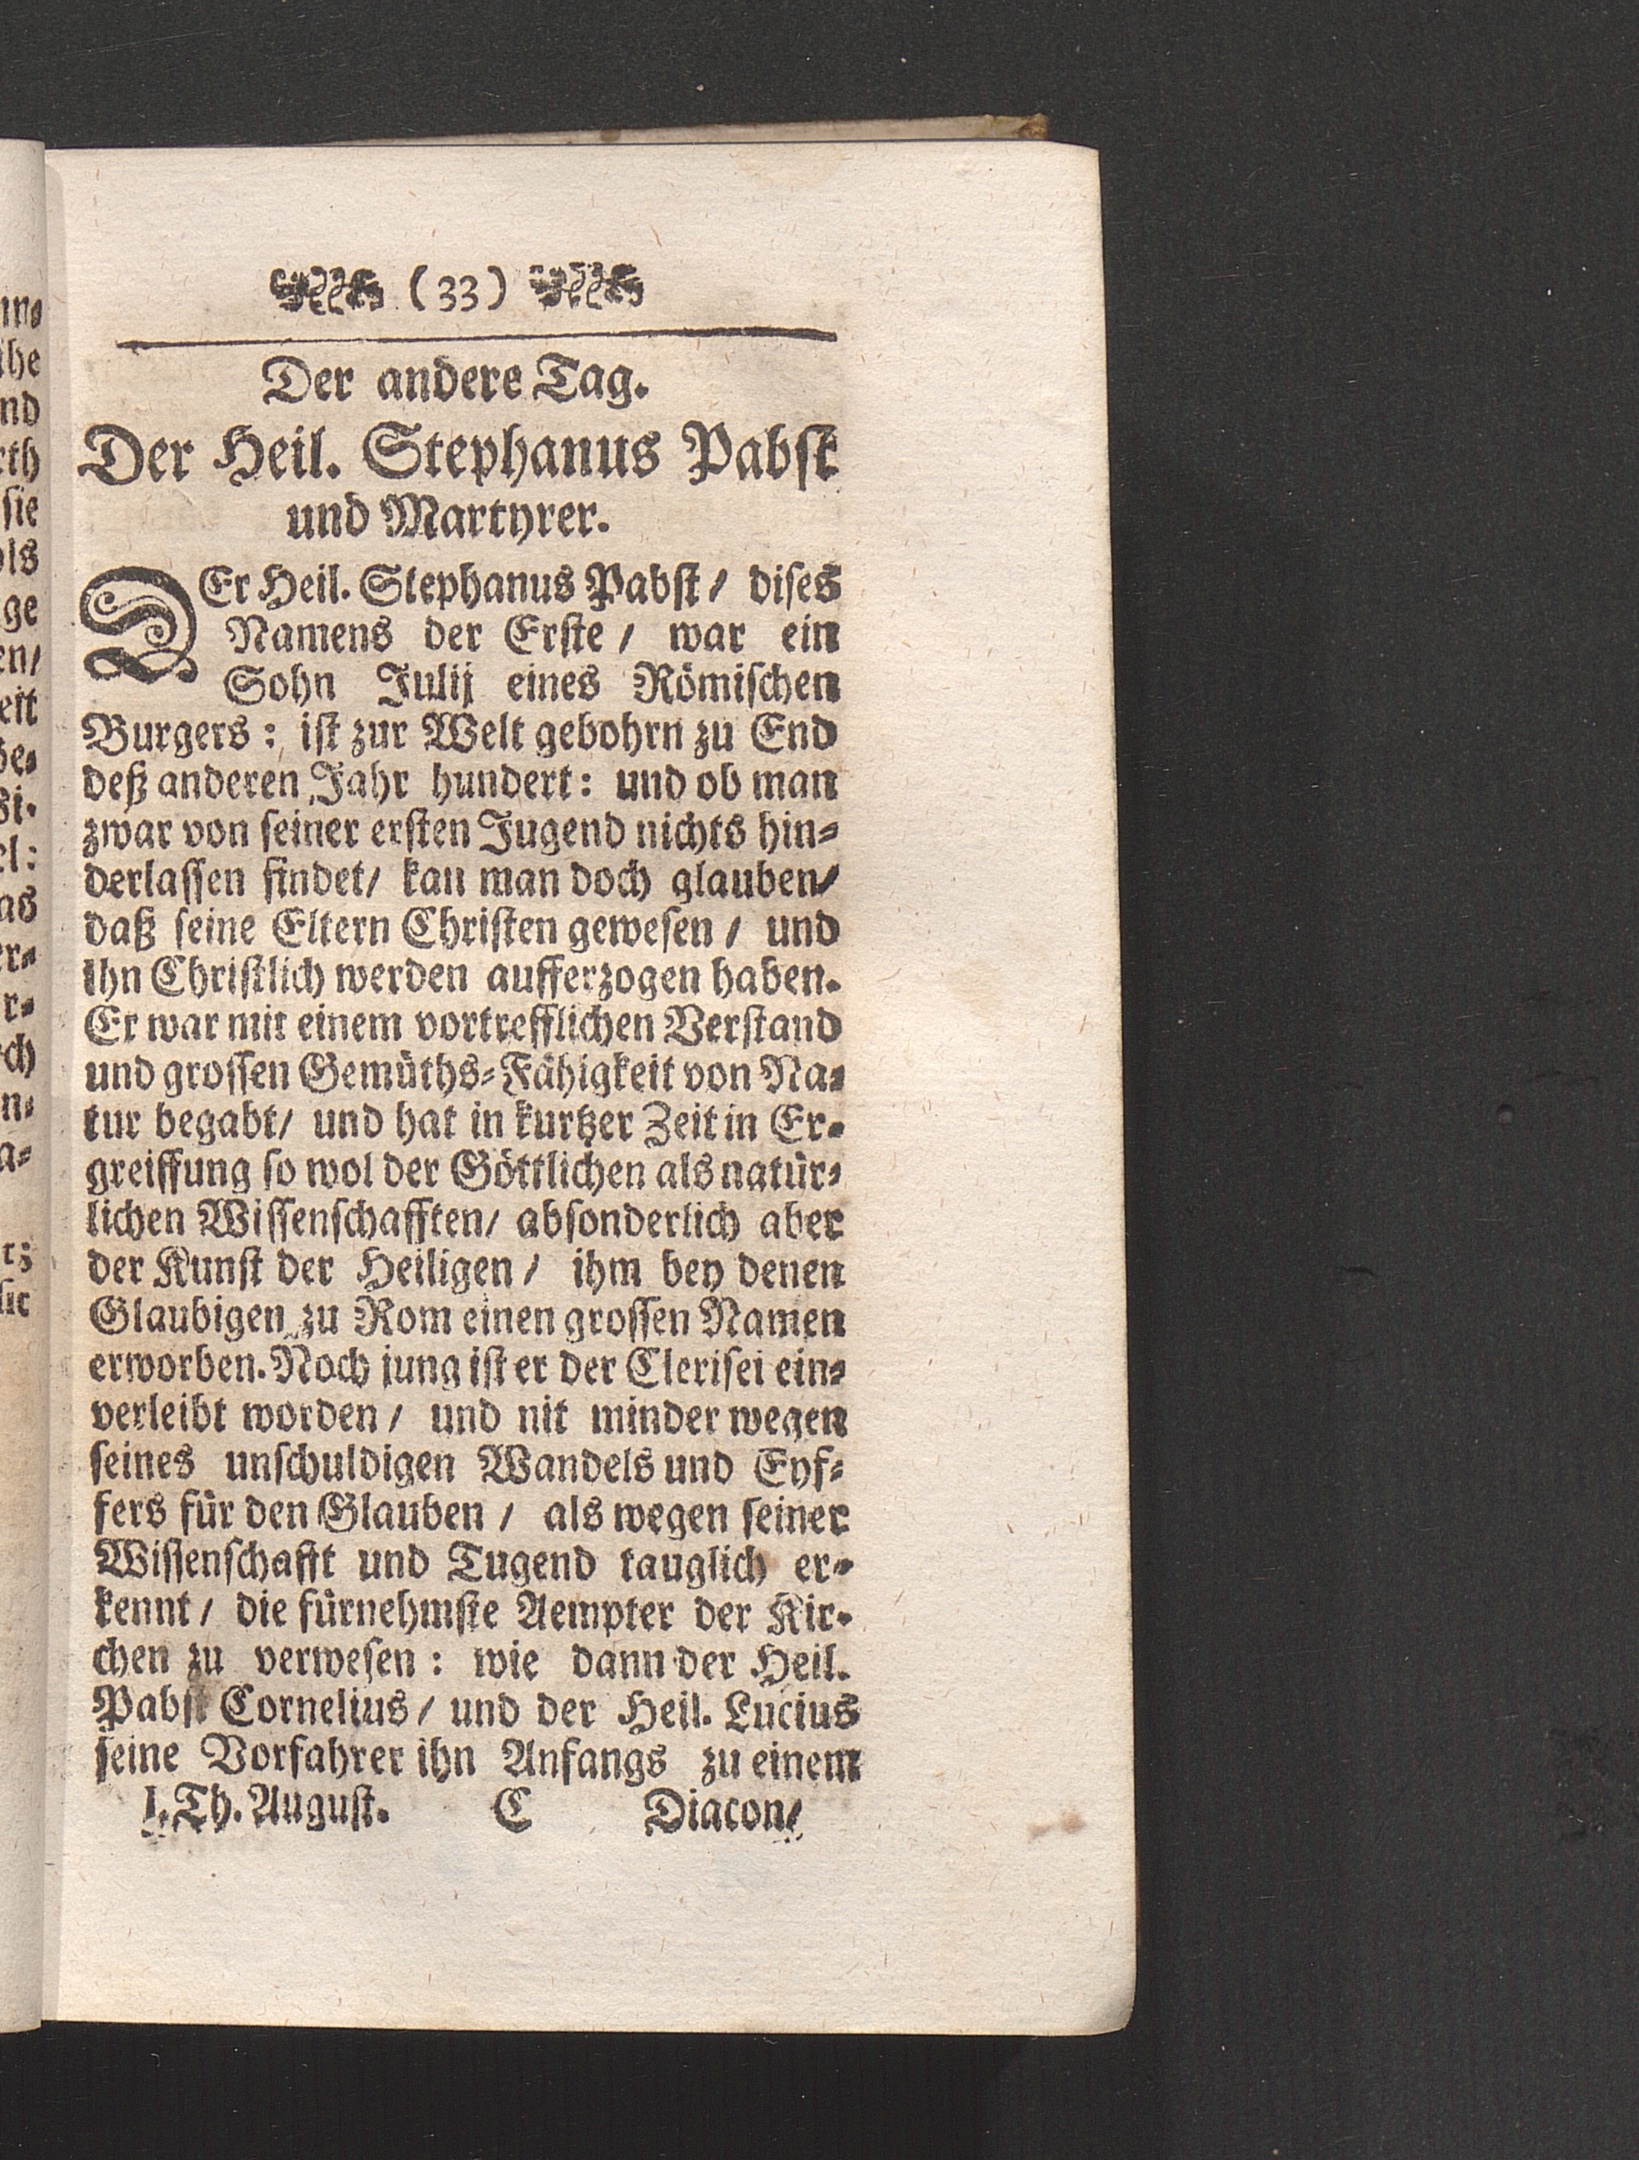 (33)
Der andere Tag.
Der Heil. Stephanus Pabst
und Martyrer.
DEr Heil. Stephanus Pabst / dises
Namens der Erste / war ein
Sohn Julij eines Römischen
Burgers : ist zur Welt gebohrn zu End
deß anderen Jahr hundert : und ob man
zwar von seiner ersten Jugend nichts hin-
derlassen findet / kan man doch glauben /
daß seine Eltern Christen gewesen / und
ihn Christlich werden aufferzogen haben.
Er war mit einem vortrefflichen Verstand
und grossen Gemüths-Fähigkeit von Na-
tur begabt / und hat in kurtzer Zeit in Er-
greiffung so wol der Göttlichen als natür-
lichen Wissenschafften / absonderlich aber
der Kunst der Heiligen / ihm bey denen
Glaubigen zu Rom einen grossen Namen
erworben. Noch jung ist er der Clerisei ein-
verleibt worden / und nit minder wegen
seines unschuldigen Wandels und Eyf-
fers für den Glauben / als wegen seiner
Wissenschafft und Tugend tauglich er-
kennt / die fürnehmste Aempter der Kir-
chen zu verwesen : wie dann der Heil.
Pabst Cornelius / und der Heil. Lucius
seine Vorfahrer ihn Anfangs zu einem
I. Th. August. C Diacon /